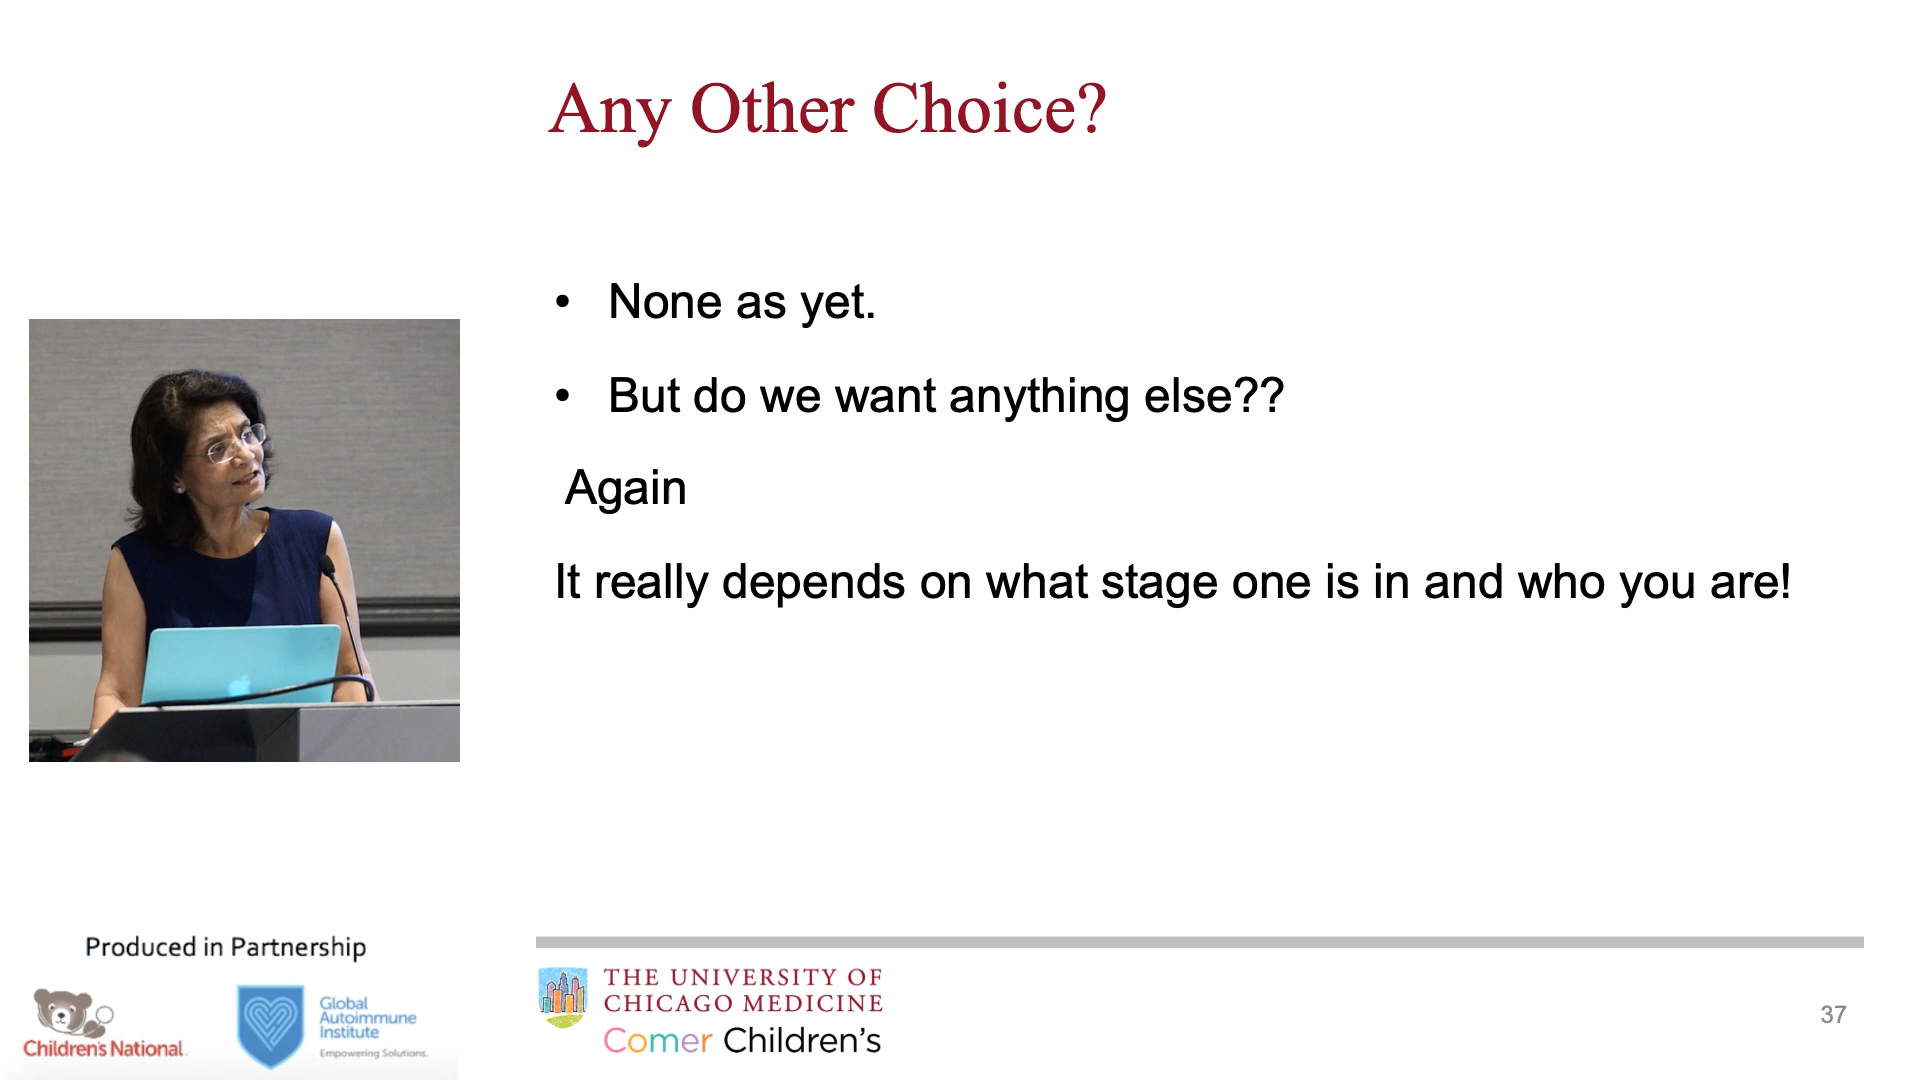 Any Other Choice?
• None as yet.
• But do we want anything else??
Again
It really depends on what stage one is in and who you are!
Produced in Partnership
Children's National
Global
Autoimmune
Institute
Empowering Solutions.
THE UNIVERSITY OF
CHICAGO MEDICINE
Comer Children's
37